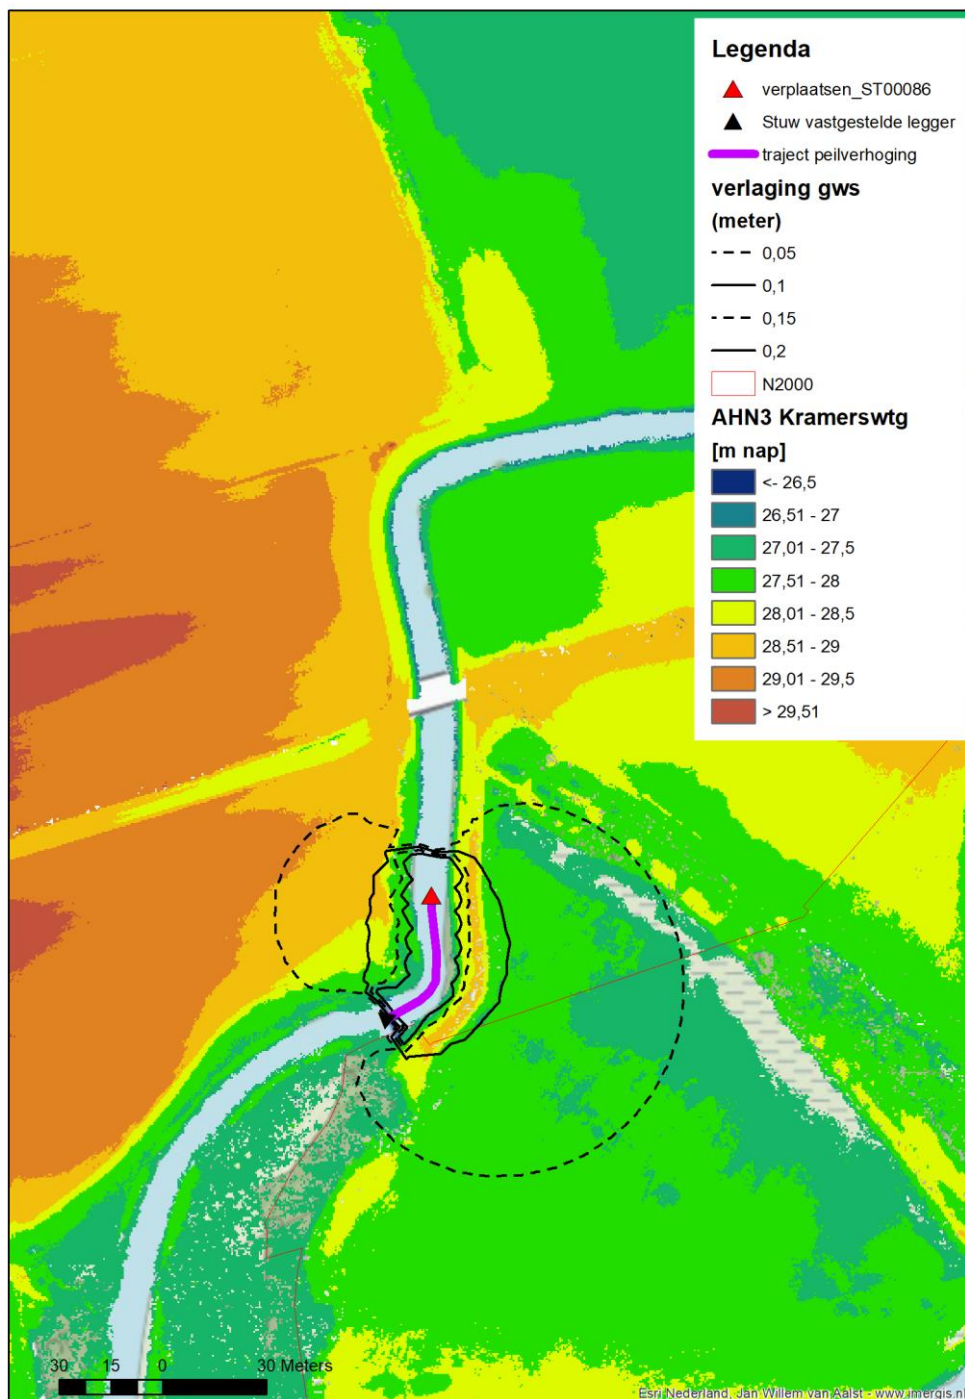 Legenda
verplaatsen_ST00086
Stuw vastgestelde legger
traject peilverhoging
verlaging gws
(meter)
0,05
0,1
0,15
0,2
N2000
AHN3 Kramerswtg
[m nap]
<- 26,5
26,51 - 27
27,01 - 27,5
27,51 - 28
28,01 - 28,5
28,51 - 29
29,01 - 29,5
> 29,51
30 15 0 30 Meters
Esri Nederland, Jan Willem van Aalst - www.imergis.nl